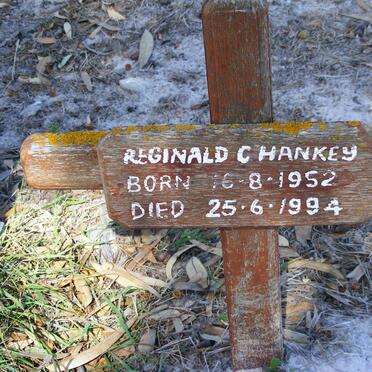 REGINALD C HANKEY
BORN 16-8-1952
DIED 25·6·1994